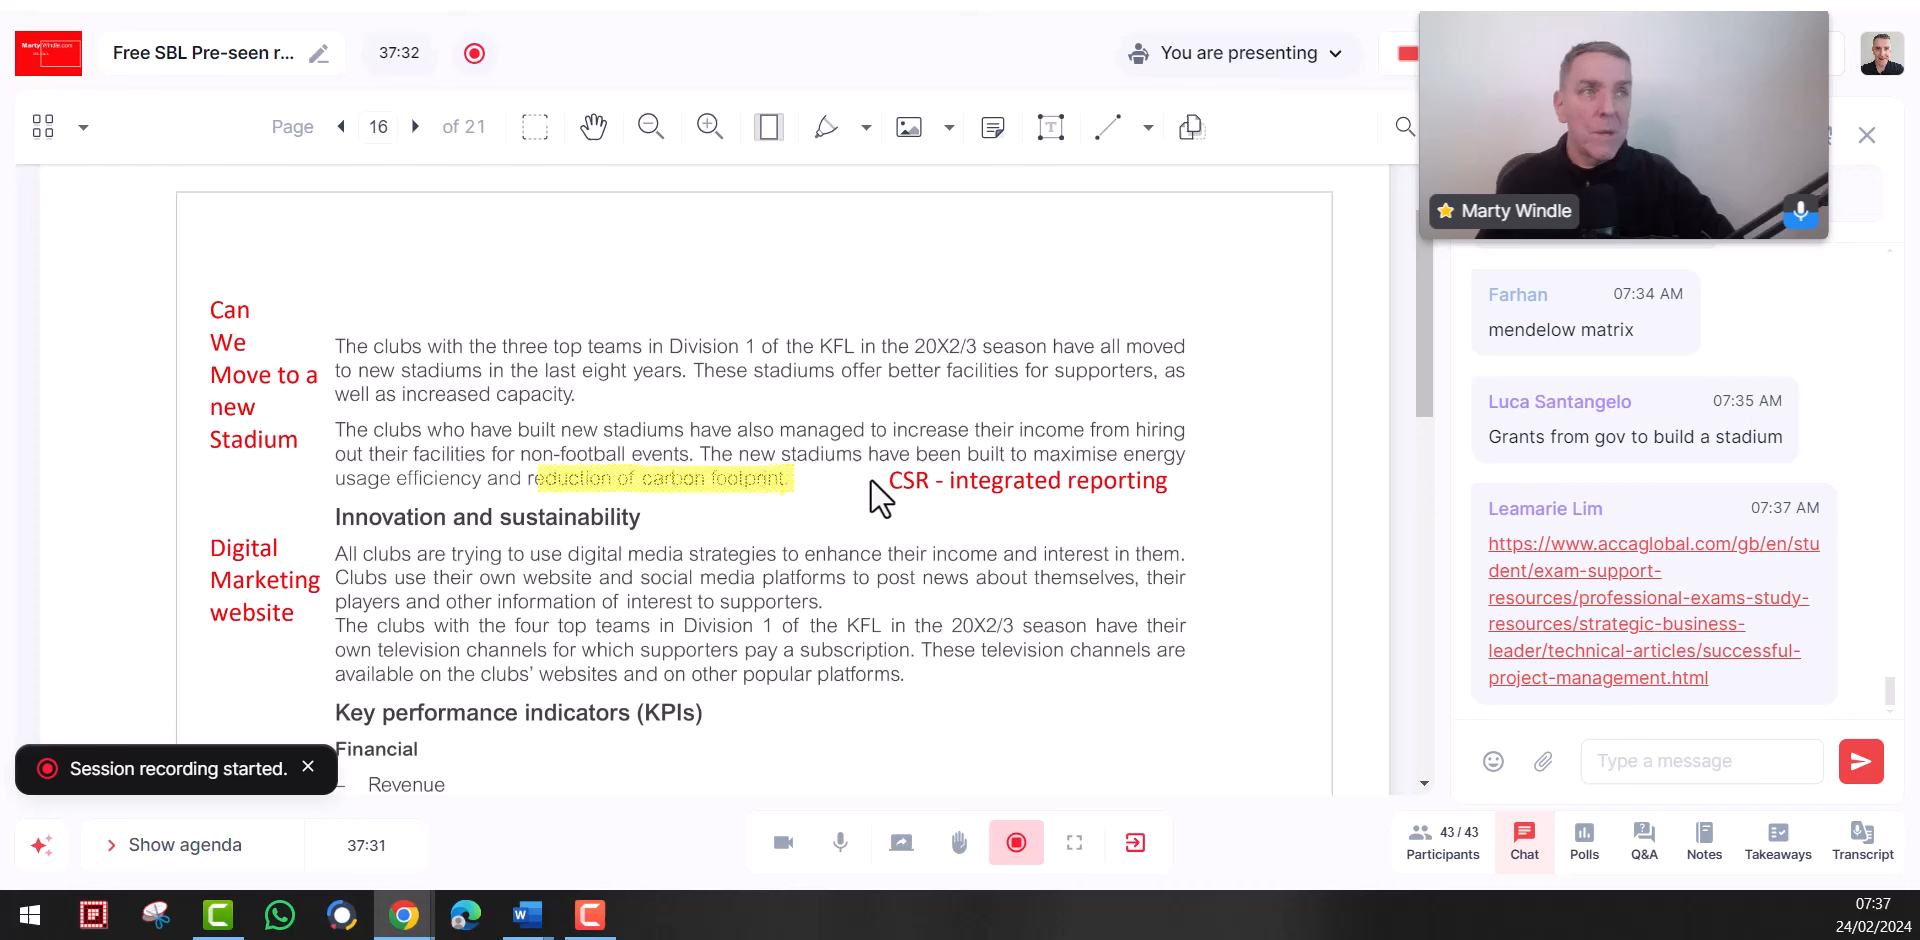 MartyWindle.com
Free SBL Pre-seen r...
37:32
You are presenting
Page 16 of 21
Marty Windle
Can
We
Move to a
new
Stadium
The clubs with the three top teams in Division 1 of the KFL in the 20X2/3 season have all moved
to new stadiums in the last eight years. These stadiums offer better facilities for supporters, as
well as increased capacity.
The clubs who have built new stadiums have also managed to increase their income from hiring
out their facilities for non-football events. The new stadiums have been built to maximise energy
usage efficiency and reduction of carbon footprint.
CSR - integrated reporting
Innovation and sustainability
Digital
Marketing
website
All clubs are trying to use digital media strategies to enhance their income and interest in them.
Clubs use their own website and social media platforms to post news about themselves, their
players and other information of interest to supporters.
The clubs with the four top teams in Division 1 of the KFL in the 20X2/3 season have their
own television channels for which supporters pay a subscription. These television channels are
available on the clubs' websites and on other popular platforms.
Key performance indicators (KPIs)
Financial
– Revenue
Session recording started.
Farhan 07:34 AM
mendelow matrix
Luca Santangelo 07:35 AM
Grants from gov to build a stadium
Leamarie Lim 07:37 AM
https://www.accaglobal.com/gb/en/stu
dent/exam-support-
resources/professional-exams-study-
resources/strategic-business-
leader/technical-articles/successful-
project-management.html
Type a message
Show agenda
37:31
43 / 43
Participants
Chat
Polls
Q&A
Notes
Takeaways
Transcript
07:37
24/02/2024